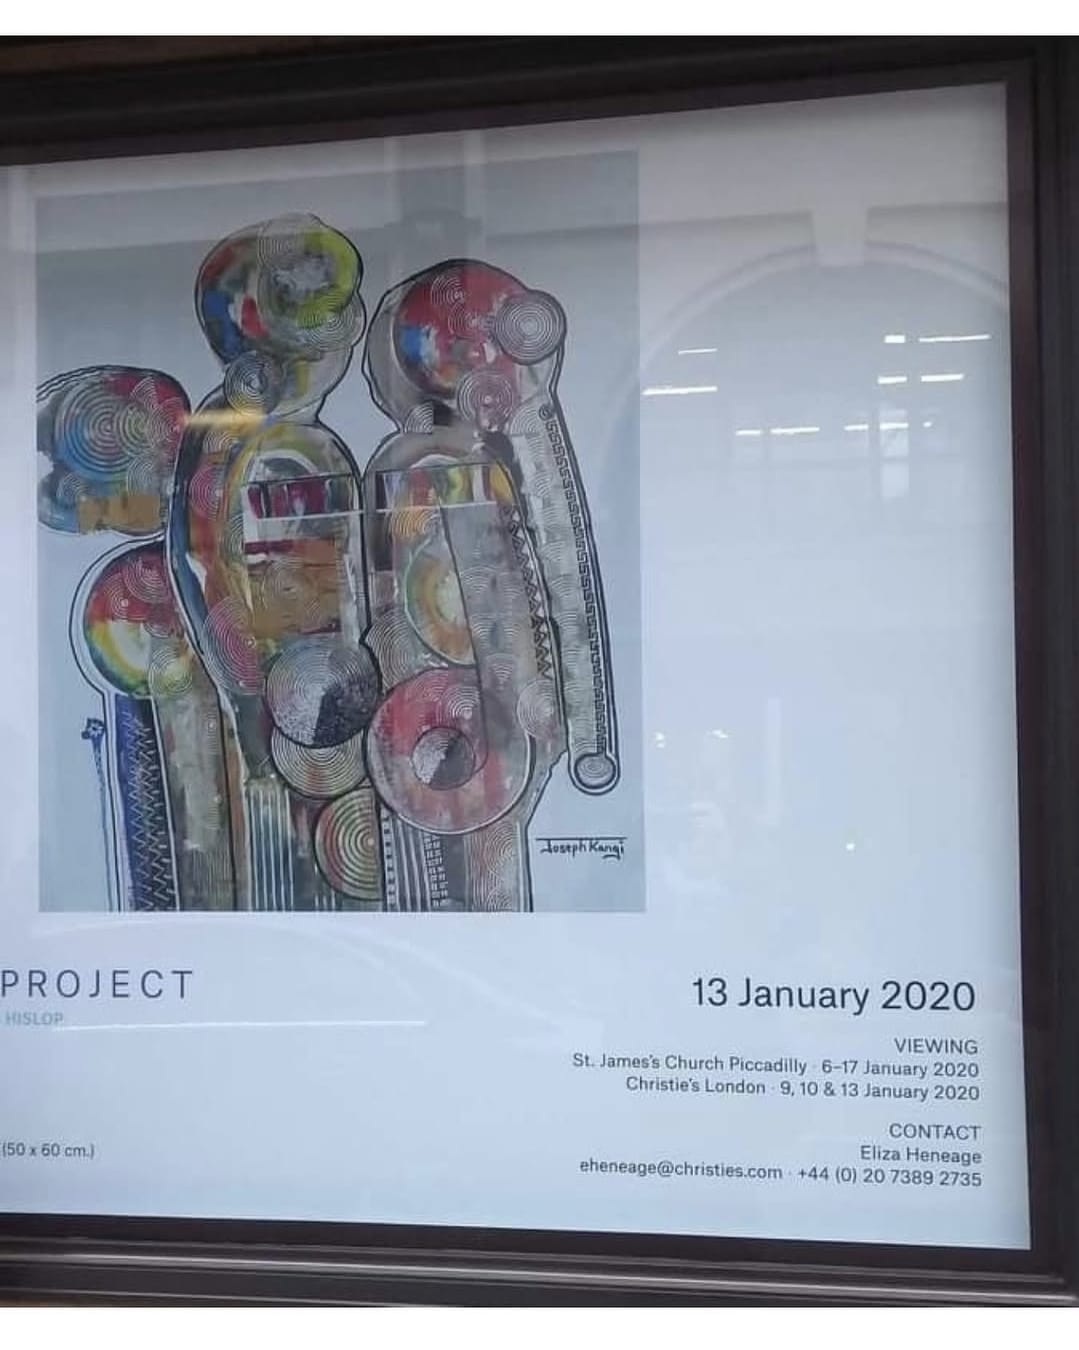 Joseph Kangi
PROJECT
HISLOP
(50 x 60 cm.)
13 January 2020
VIEWING
St. James's Church Piccadilly · 6–17 January 2020
Christie's London · 9, 10 & 13 January 2020
CONTACT
Eliza Heneage
eheneage@christies.com · +44 (0) 20 7389 2735